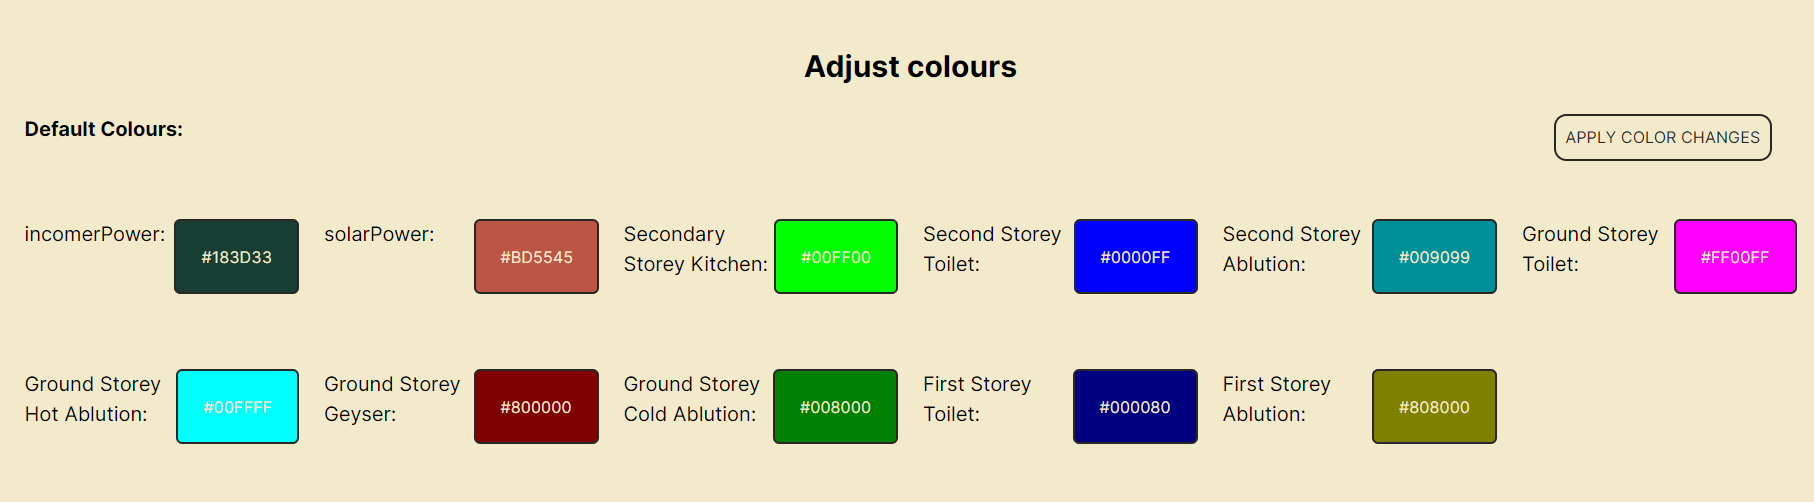 Adjust colours
Default Colours:
APPLY COLOR CHANGES
incomerPower:
#183D33
solarPower:
#BD5545
Secondary
Storey Kitchen:
#00FF00
Second Storey
Toilet:
#0000FF
Second Storey
Ablution:
#009099
Ground Storey
Toilet:
#FF00FF
Ground Storey
Hot Ablution:
#00FFFF
Ground Storey
Geyser:
#800000
Ground Storey
Cold Ablution:
#008000
First Storey
Toilet:
#000080
First Storey
Ablution:
#808000